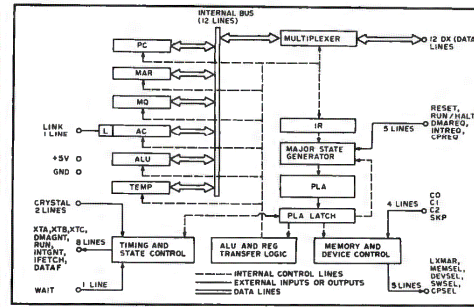 INTERNAL BUS
(12 LINES)
PC
MULTIPLEXER
12 DX (DATA)
LINES
MAR
MQ
RESET,
RUN/HALT
DMAREQ,
INTREQ,
CPREQ
LINK
1 LINE
L
AC
IR
5 LINES
MAJOR STATE
GENERATOR
+5V
ALU
GND
PLA
TEMP
CRYSTAL
2 LINES
PLA LATCH
4 LINES
C0
C1
C2
SKP
XTA, XTB, XTC,
DMAGNT,
RUN,
INTGNT,
IFETCH,
DATAF
8 LINES
TIMING AND
STATE CONTROL
ALU AND REG
TRANSFER LOGIC
MEMORY AND
DEVICE CONTROL
LXMAR,
MEMSEL,
DEVSEL,
SWSEL,
CPSEL
5 LINES
WAIT
1 LINE
INTERNAL CONTROL LINES
EXTERNAL INPUTS OR OUTPUTS
DATA LINES